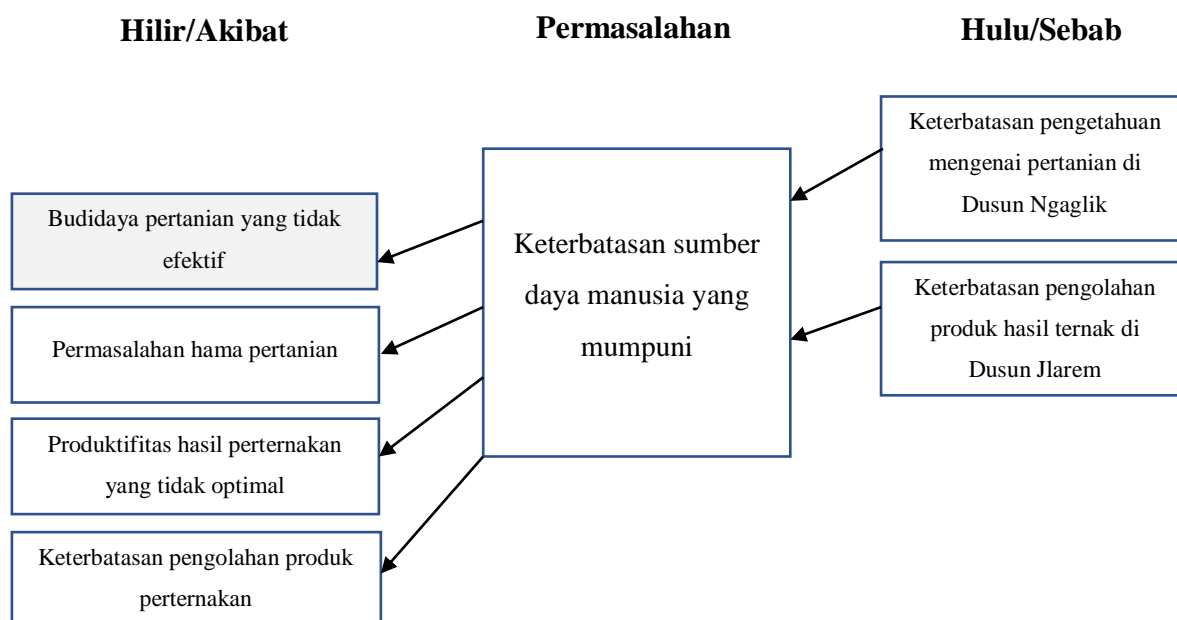 Hilir/Akibat
Permasalahan
Hulu/Sebab
Budidaya pertanian yang tidak
efektif
Permasalahan hama pertanian
Produktifitas hasil perternakan
yang tidak optimal
Keterbatasan pengolahan produk
perternakan
Keterbatasan sumber
daya manusia yang
mumpuni
Keterbatasan pengetahuan
mengenai pertanian di
Dusun Ngaglik
Keterbatasan pengolahan
produk hasil ternak di
Dusun Jlarem